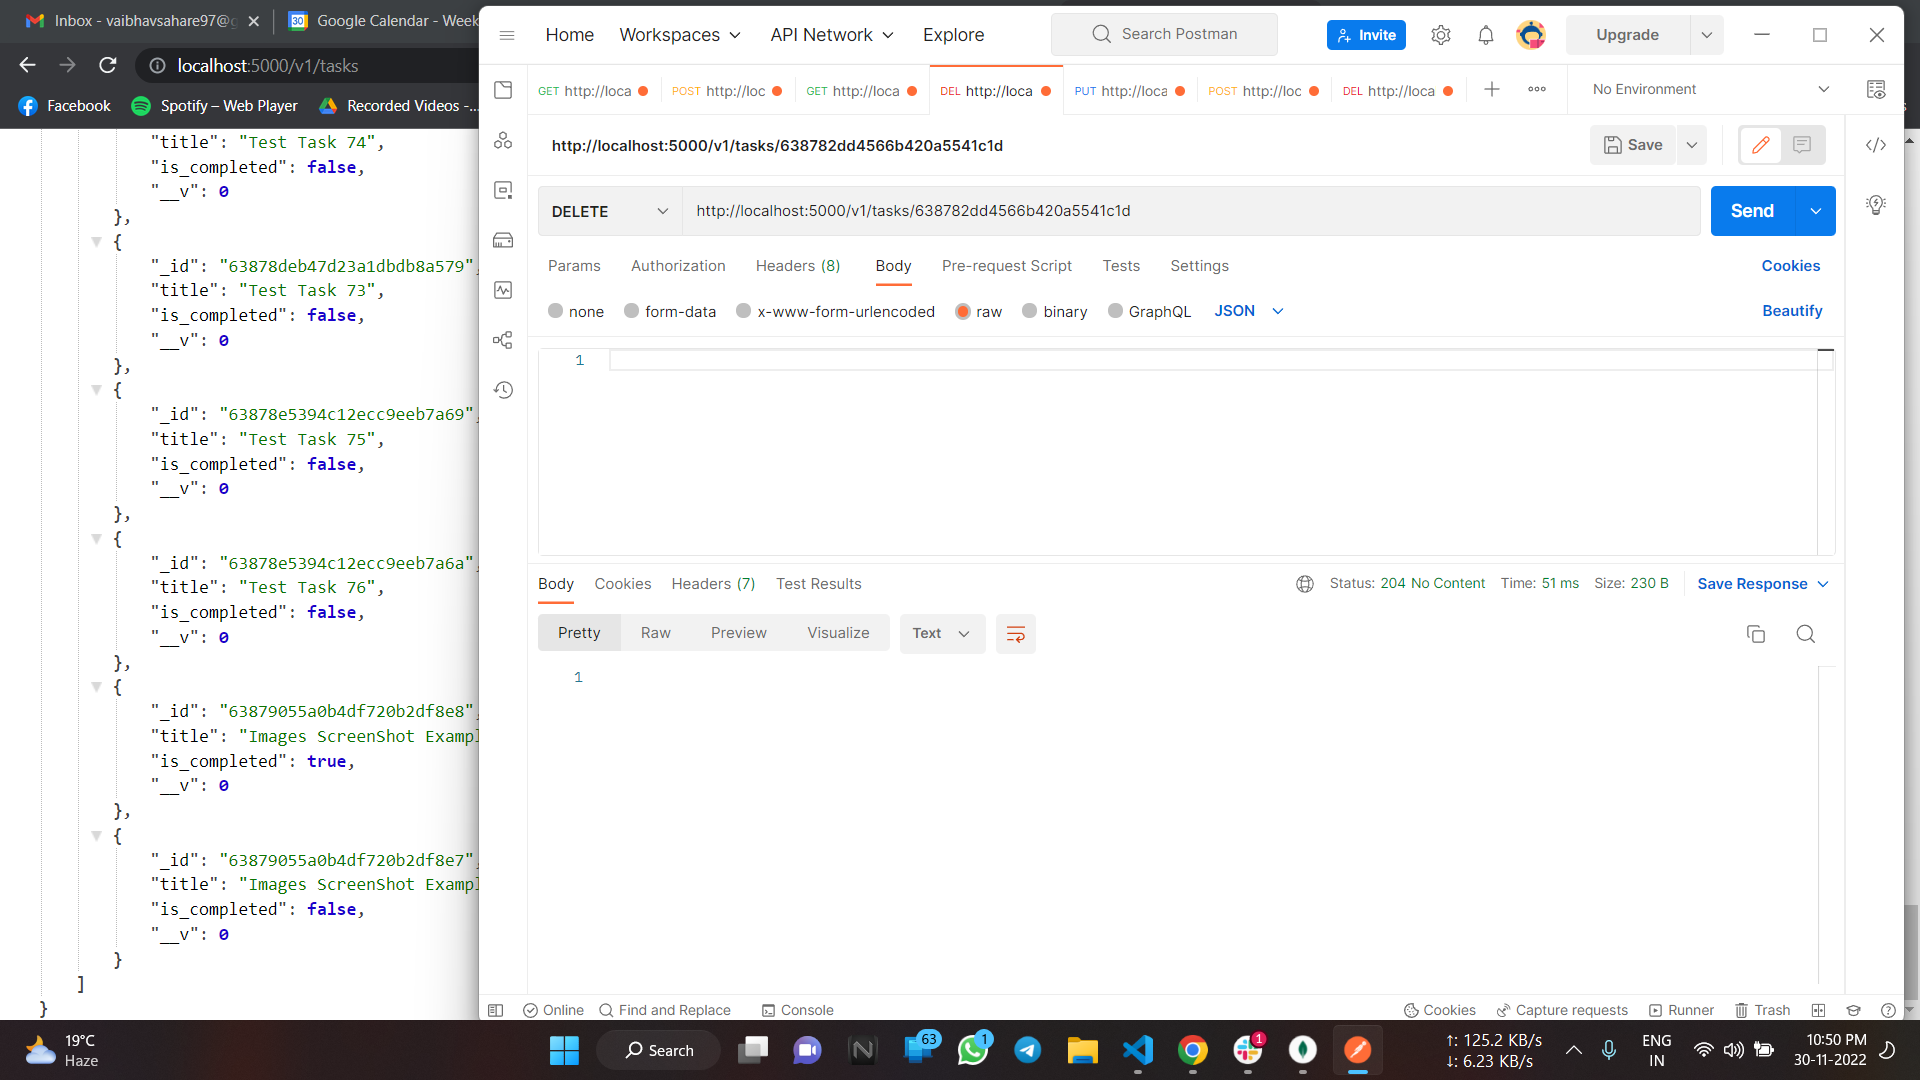 Inbox - vaibhavsahare97@g
Google Calendar - Week
localhost:5000/v1/tasks
Facebook
Spotify – Web Player
Recorded Videos -...
"title": "Test Task 74",
"is_completed": false,
"__v": 0
},
{
"_id": "63878deb47d23a1dbdb8a579",
"title": "Test Task 73",
"is_completed": false,
"__v": 0
},
{
"_id": "63878e5394c12ecc9eeb7a69",
"title": "Test Task 75",
"is_completed": false,
"__v": 0
},
{
"_id": "63878e5394c12ecc9eeb7a6a",
"title": "Test Task 76",
"is_completed": false,
"__v": 0
},
{
"_id": "63879055a0b4df720b2df8e8",
"title": "Images ScreenShot Exampl
"is_completed": true,
"__v": 0
},
{
"_id": "63879055a0b4df720b2df8e7",
"title": "Images ScreenShot Exampl
"is_completed": false,
"__v": 0
}
]
}
Home Workspaces API Network Explore
Search Postman
Invite
Upgrade
GET http://loca
POST http://loc
GET http://loca
DEL http://loca
PUT http://loca
POST http://loc
DEL http://loca
No Environment
http://localhost:5000/v1/tasks/638782dd4566b420a5541c1d
Save
DELETE http://localhost:5000/v1/tasks/638782dd4566b420a5541c1d
Send
Params Authorization Headers (8) Body Pre-request Script Tests Settings Cookies
none form-data x-www-form-urlencoded raw binary GraphQL JSON Beautify
1
Body Cookies Headers (7) Test Results
Status: 204 No Content Time: 51 ms Size: 230 B Save Response
Pretty Raw Preview Visualize Text
1
Online Find and Replace Console
Cookies Capture requests Runner Trash
19°C
Haze
Search
63
1
1
↑: 125.2 KB/s
↓: 6.23 KB/s
ENG
IN
10:50 PM
30-11-2022